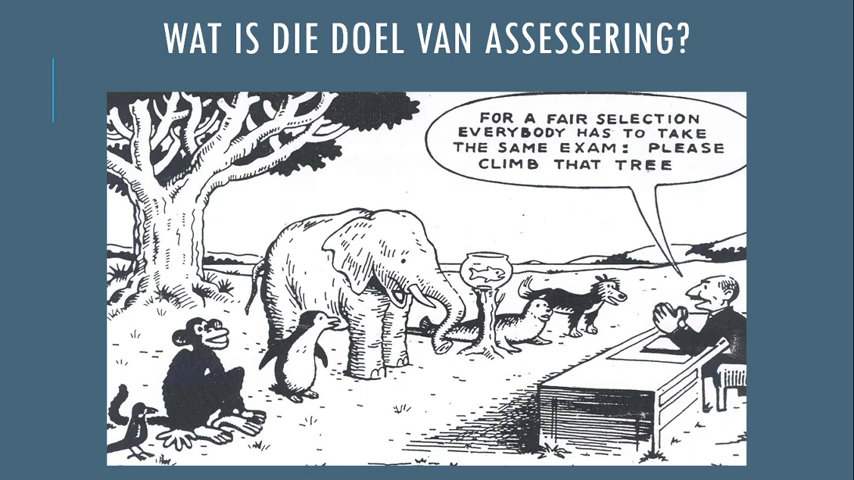 WAT IS DIE DOEL VAN ASSESSERING?
FOR A FAIR SELECTION
EVERYBODY HAS TO TAKE
THE SAME EXAM: PLEASE
CLIMB THAT TREE